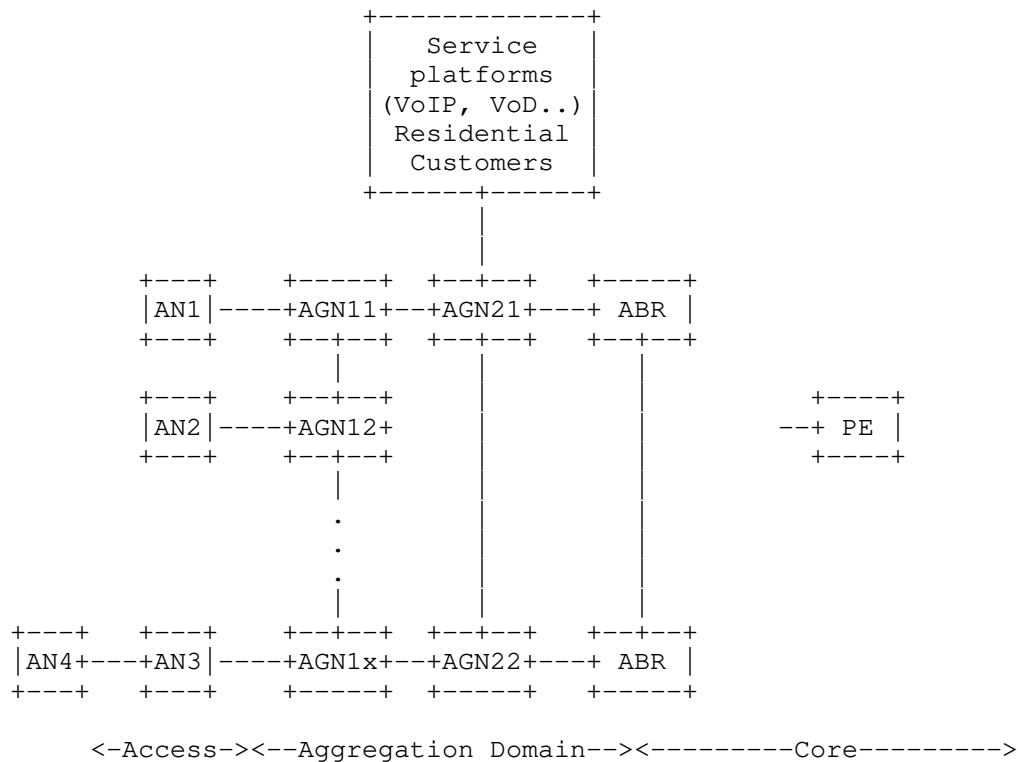 Service
platforms
(VoIP, VoD..)
Residential
Customers
AN1 AGN11 AGN21 ABR
AN2 AGN12 PE
AN4 AN3 AGN1x AGN22 ABR
<-Access-><--Aggregation Domain--><---------Core--------->